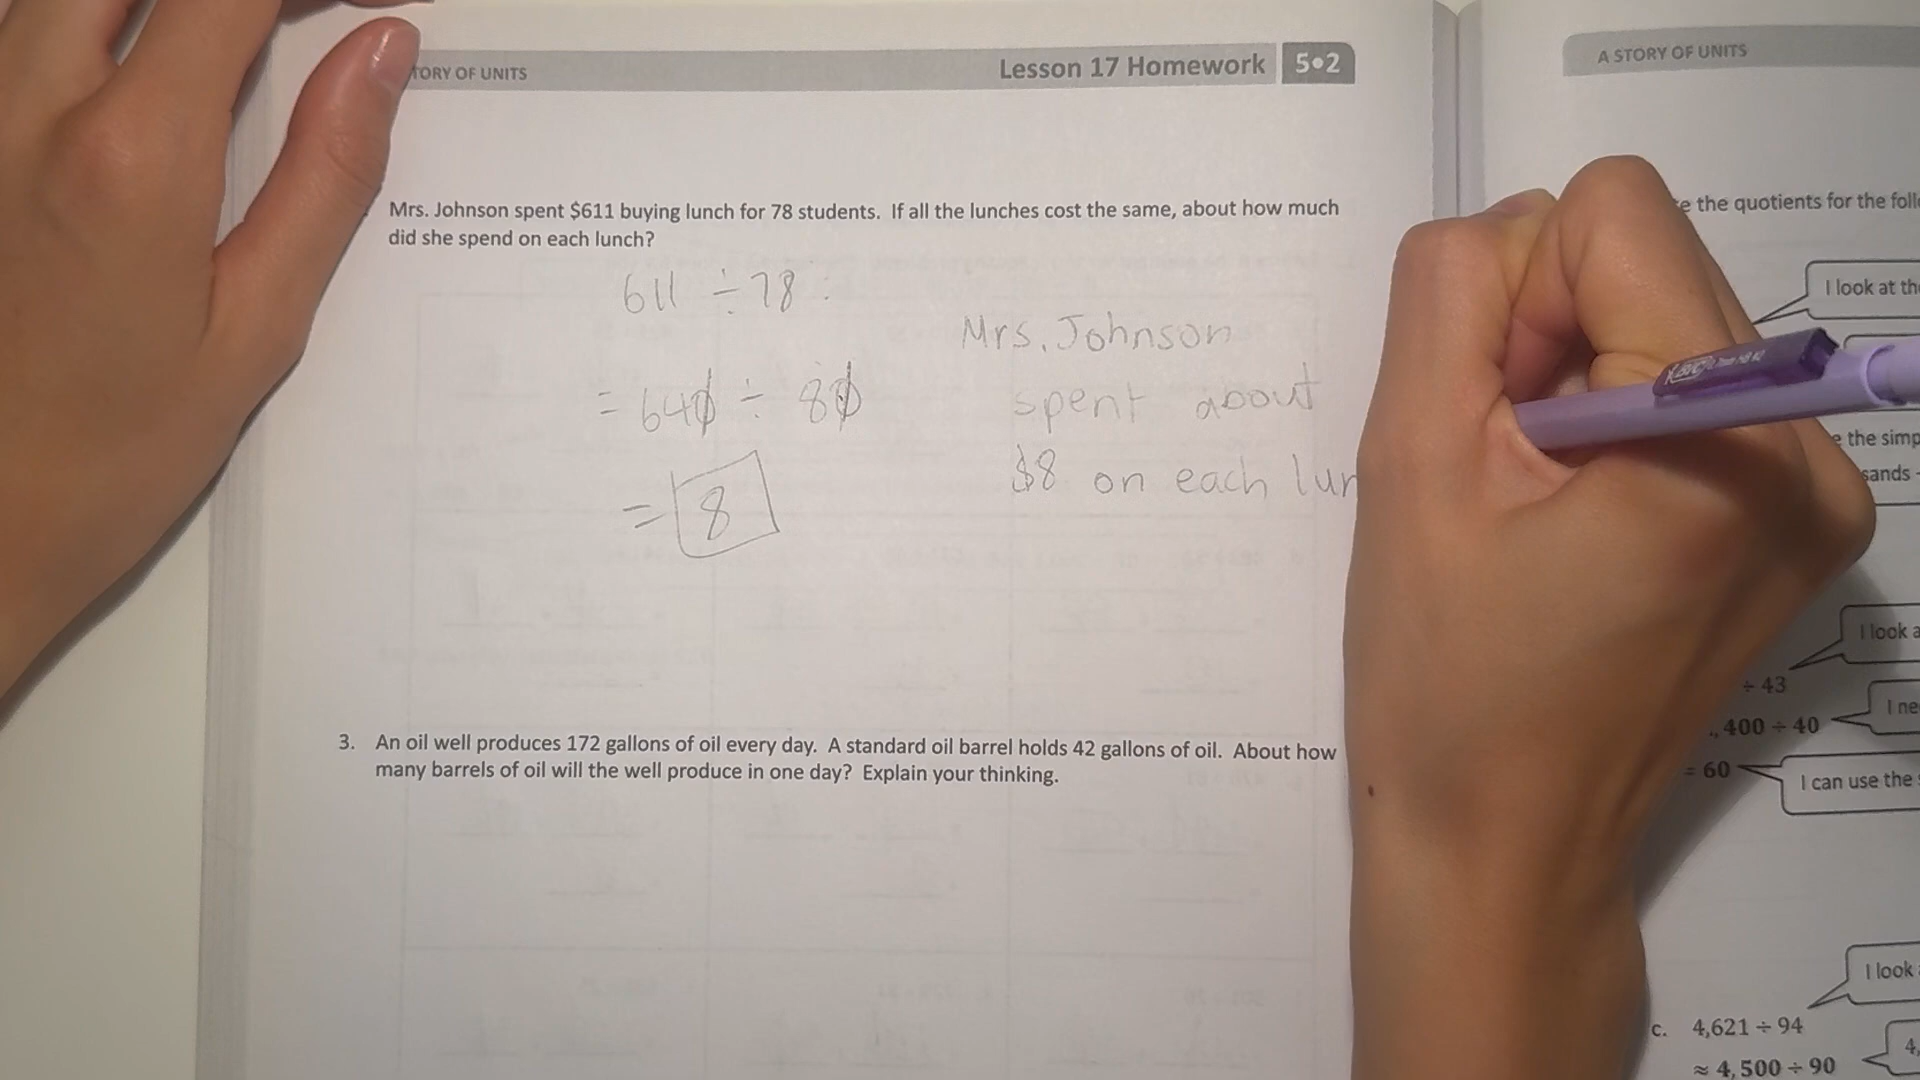 TORY OF UNITS
Lesson 17 Homework 5•2
Mrs. Johnson spent $611 buying lunch for 78 students. If all the lunches cost the same, about how much
did she spend on each lunch?
611 ÷ 78
= 640 ÷ 80
= 8
Mrs. Johnson
spent about
$8 on each lun
3. An oil well produces 172 gallons of oil every day. A standard oil barrel holds 42 gallons of oil. About how
many barrels of oil will the well produce in one day? Explain your thinking.
A STORY OF UNITS
the quotients for the foll
I look at th
the simp
sands
I look a
÷ 43
400 ÷ 40
I ne
= 60
I can use the
I look
c. 4,621 ÷ 94
4,
≈ 4,500 ÷ 90
BIC